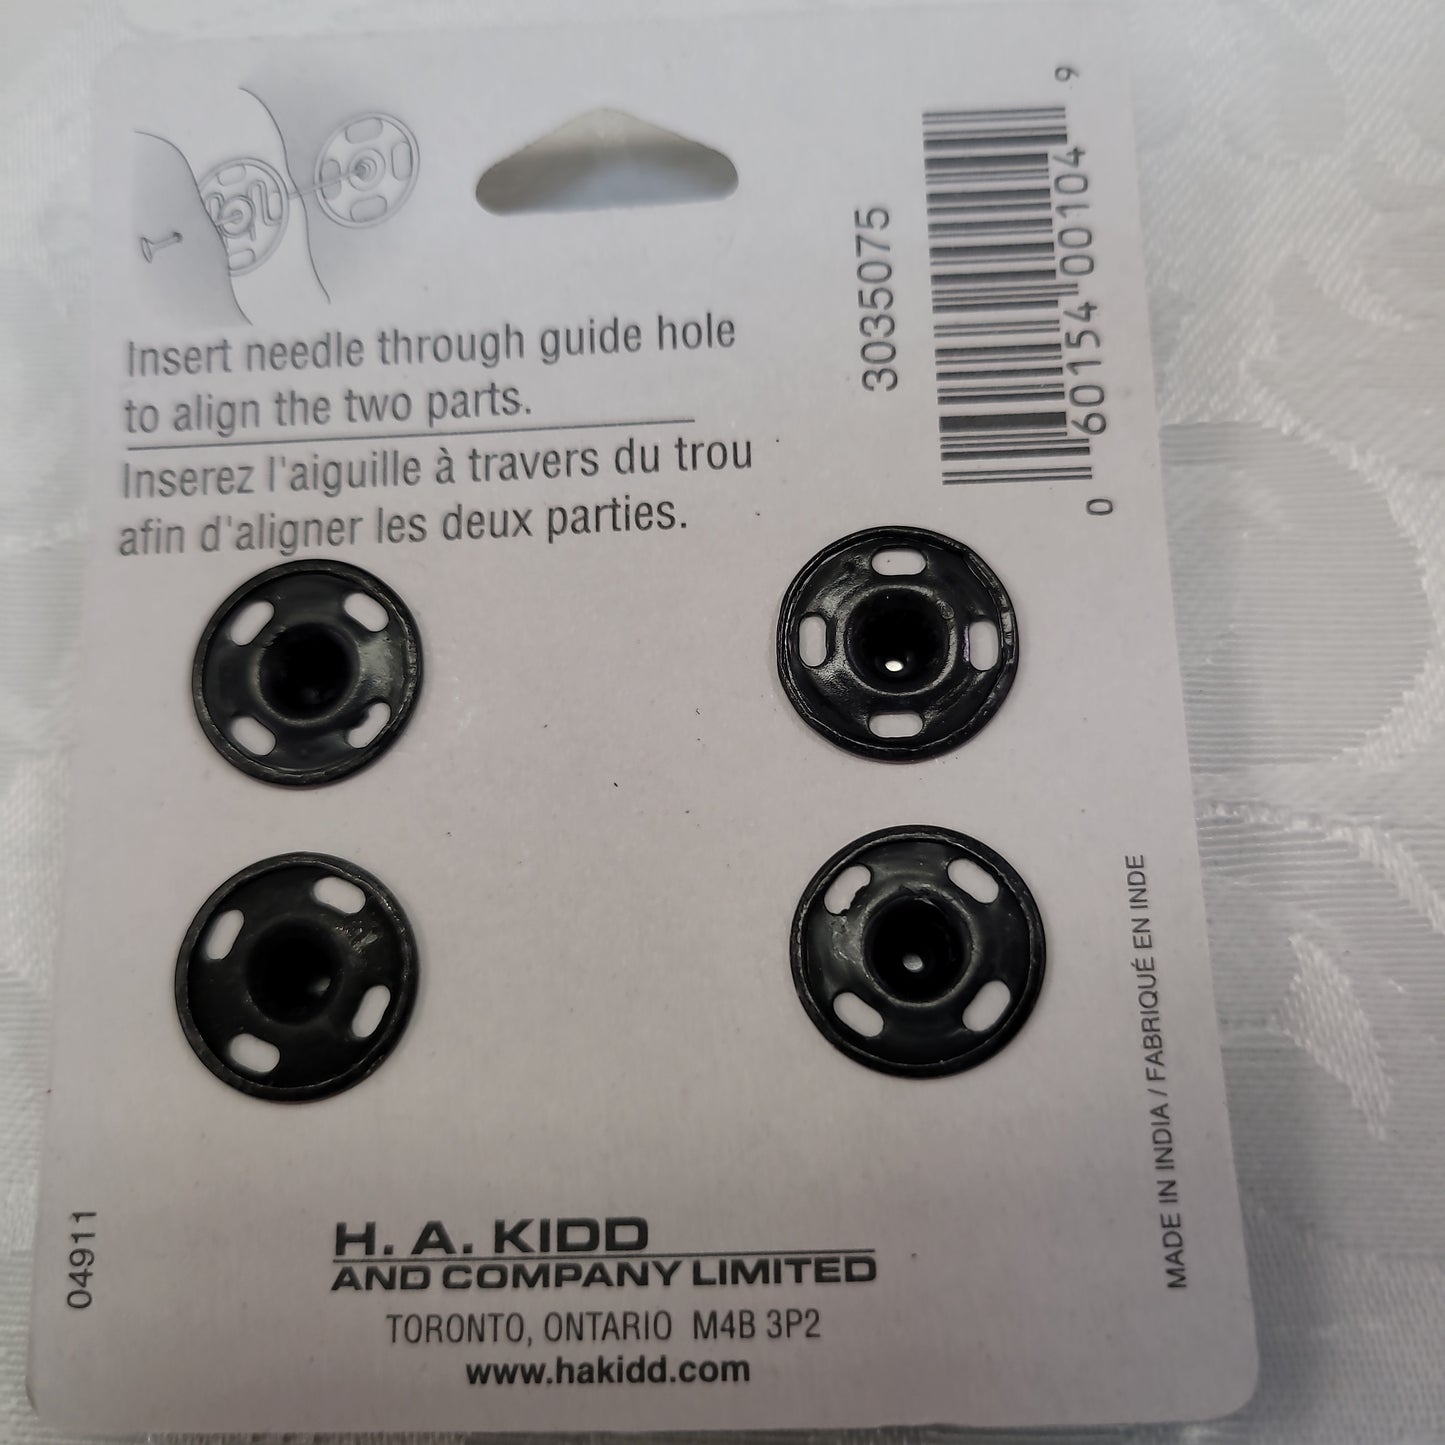 Insert needle through guide hole
to align the two parts.
Inserez l'aiguille à travers du trou
afin d'aligner les deux parties.
3035075
0 60154 00104 9
MADE IN INDIA / FABRIQUÉ EN INDE
04911
H. A. KIDD
AND COMPANY LIMITED
TORONTO, ONTARIO M4B 3P2
www.hakidd.com